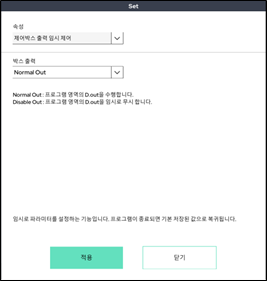 Set
속성
제어박스 출력 임시 제어
박스 출력
Normal Out
Normal Out : 프로그램 영역의 D.out을 수행합니다.
Disable Out : 프로그램 영역의 D.out을 임시로 무시 합니다.
임시로 파라미터를 설정하는 기능입니다. 프로그램이 종료되면 기본 저장된 값으로 복귀됩니다.
적용
닫기